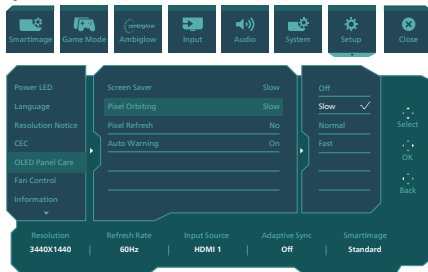 SmartImage
Game Mode
ambiglow
Ambiglow
Input
Audio
System
Setup
Close
Power LED
Language
Resolution Notice
CEC
OLED Panel Care
Fan Control
Information
Screen Saver Slow
Pixel Orbiting Slow
Pixel Refresh No
Auto Warning On
Off
Slow
Normal
Fast
Select
OK
Back
Resolution Refresh Rate Input Source Adaptive Sync SmartImage
3440X1440 60Hz HDMI 1 Off Standard